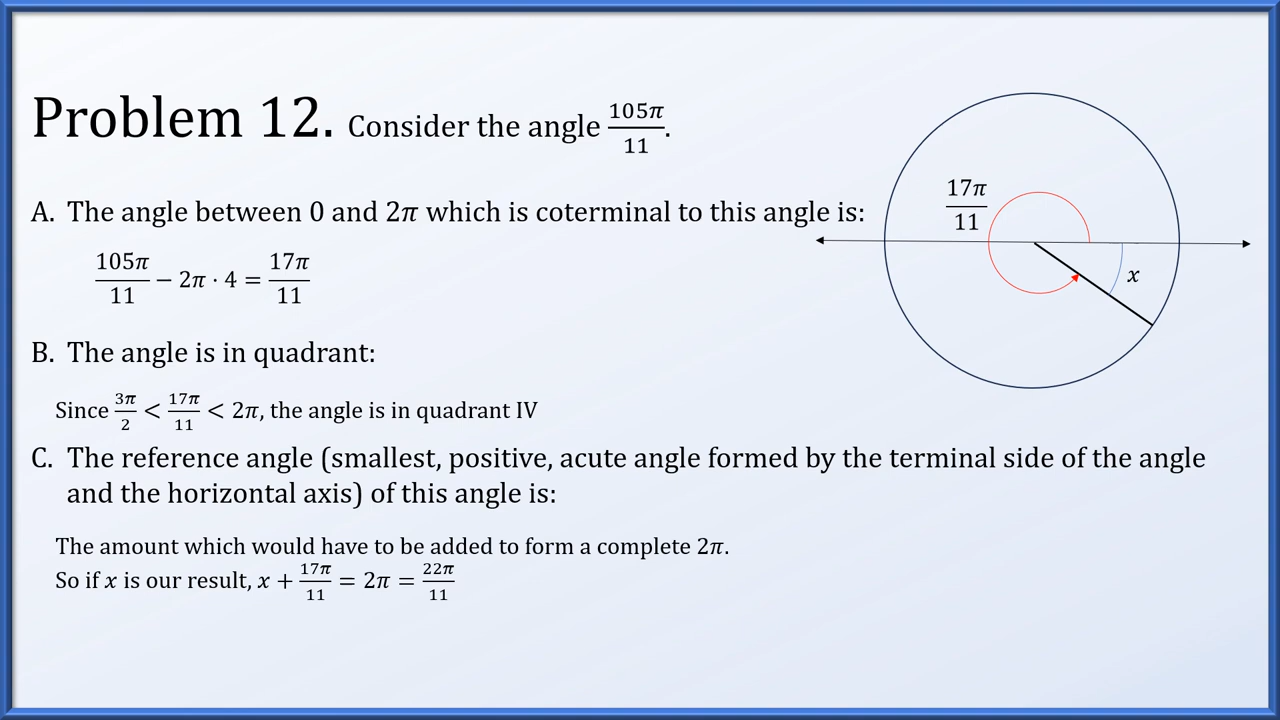 Problem 12. Consider the angle 105π/11.
A. The angle between 0 and 2π which is coterminal to this angle is:
105π/11 − 2π · 4 = 17π/11
B. The angle is in quadrant:
Since 3π/2 < 17π/11 < 2π, the angle is in quadrant IV
C. The reference angle (smallest, positive, acute angle formed by the terminal side of the angle
and the horizontal axis) of this angle is:
The amount which would have to be added to form a complete 2π.
So if x is our result, x + 17π/11 = 2π = 22π/11
17π/11
x